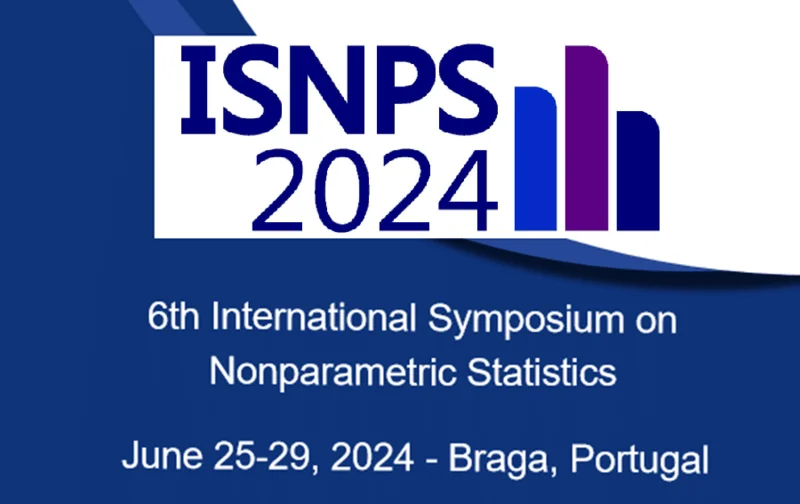 ISNPS
2024
6th International Symposium on
Nonparametric Statistics
June 25-29, 2024 - Braga, Portugal